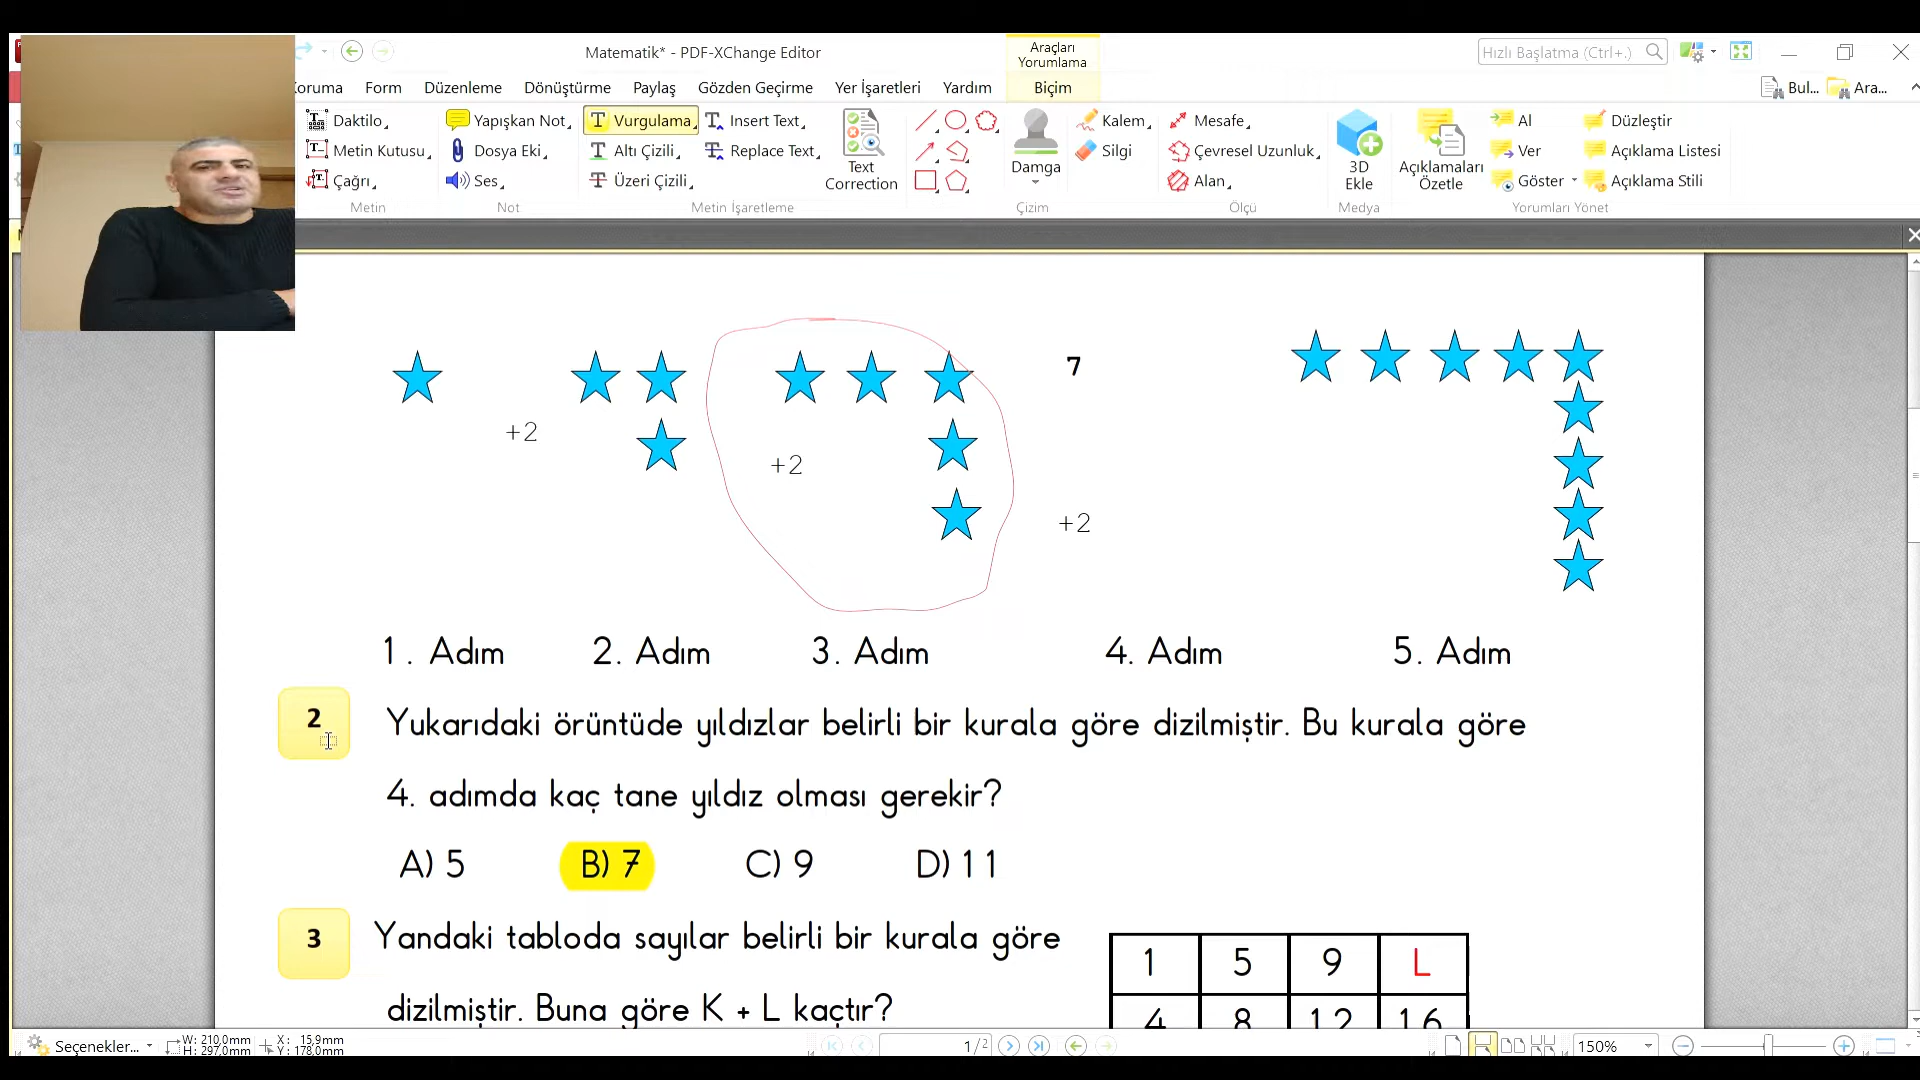 Matematik* - PDF-XChange Editor
Araçları
Yorumlama
Hızlı Başlatma (Ctrl+.)
Form Düzenleme Dönüştürme Paylaş Gözden Geçirme Yer İşaretleri Yardım Biçim
Bul... Ara...
Daktilo
Metin Kutusu
Çağrı
Metin
Yapışkan Not
Dosya Eki
Ses
Not
Vurgulama
Altı Çizili
Üzeri Çizili
Insert Text
Replace Text
Text
Correction
Metin İşaretleme
Damga
Kalem
Silgi
Çizim
Mesafe
Çevresel Uzunluk
Alan
Ölçü
3D
Ekle
Medya
Açıklamaları
Özetle
Al
Ver
Göster
Düzleştir
Açıklama Listesi
Açıklama Stili
Yorumları Yönet
7
+2
+2
+2
1. Adım 2. Adım 3. Adım 4. Adım 5. Adım
2
Yukarıdaki örüntüde yıldızlar belirli bir kurala göre dizilmiştir. Bu kurala göre
4. adımda kaç tane yıldız olması gerekir?
A) 5 B) 7 C) 9 D) 11
3
Yandaki tabloda sayılar belirli bir kurala göre
dizilmiştir. Buna göre K + L kaçtır?
1 5 9 L
4 8 12 16
Seçenekler...
W: 210,0mm
H: 297,0mm
X: 15,9mm
Y: 178,0mm
1/2
150%